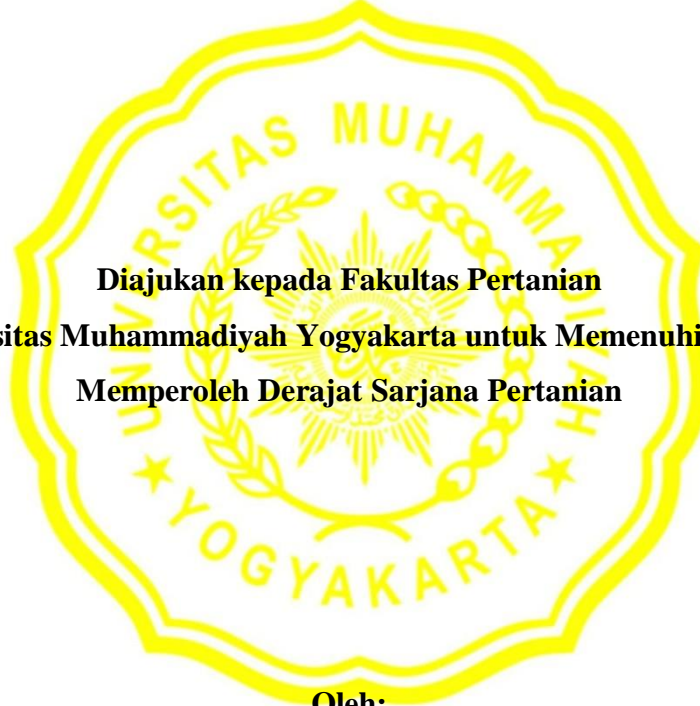 UNIVERSITAS MUHAMMADIYAH
Diajukan kepada Fakultas Pertanian
sitas Muhammadiyah Yogyakarta untuk Memenuhi
Memperoleh Derajat Sarjana Pertanian
★ YOGYAKARTA ★
Oleh: